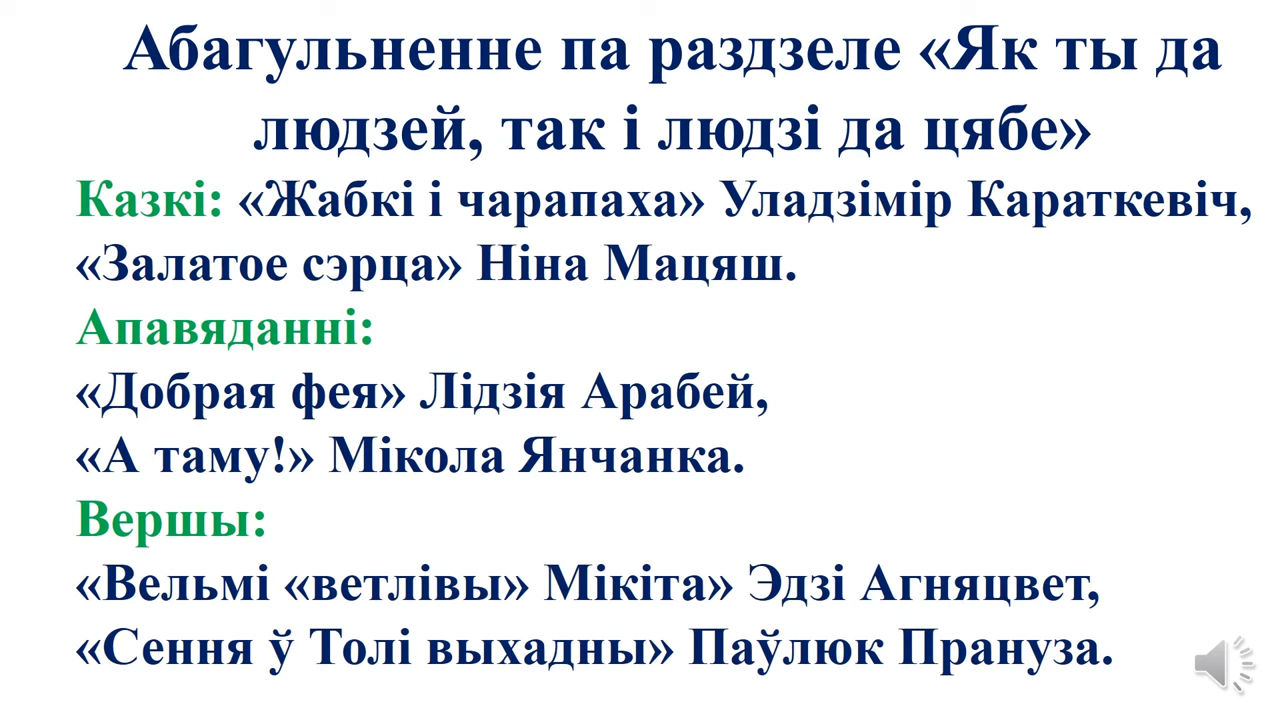 Абагульненне па раздзеле «Як ты да
людзей, так і людзі да цябе»
Казкі: «Жабкі і чарапаха» Уладзімір Караткевіч,
«Залатое сэрца» Ніна Мацяш.
Апавяданні:
«Добрая фея» Лідзія Арабей,
«А таму!» Мікола Янчанка.
Вершы:
«Вельмі «ветлівы» Мікіта» Эдзі Агняцвет,
«Сення ў Толі выхадны» Паўлюк Прануза.